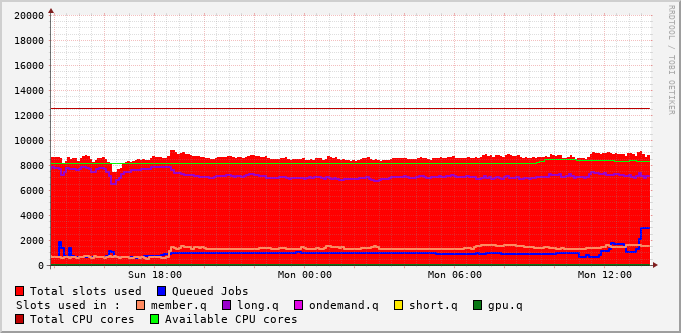 20000
18000
16000
14000
12000
10000
8000
6000
4000
2000
0
Sun 18:00 Mon 00:00 Mon 06:00 Mon 12:00
Total slots used Queued Jobs
Slots used in : member.q long.q ondemand.q short.q gpu.q
Total CPU cores Available CPU cores
RRDTOOL / TOBI OETIKER